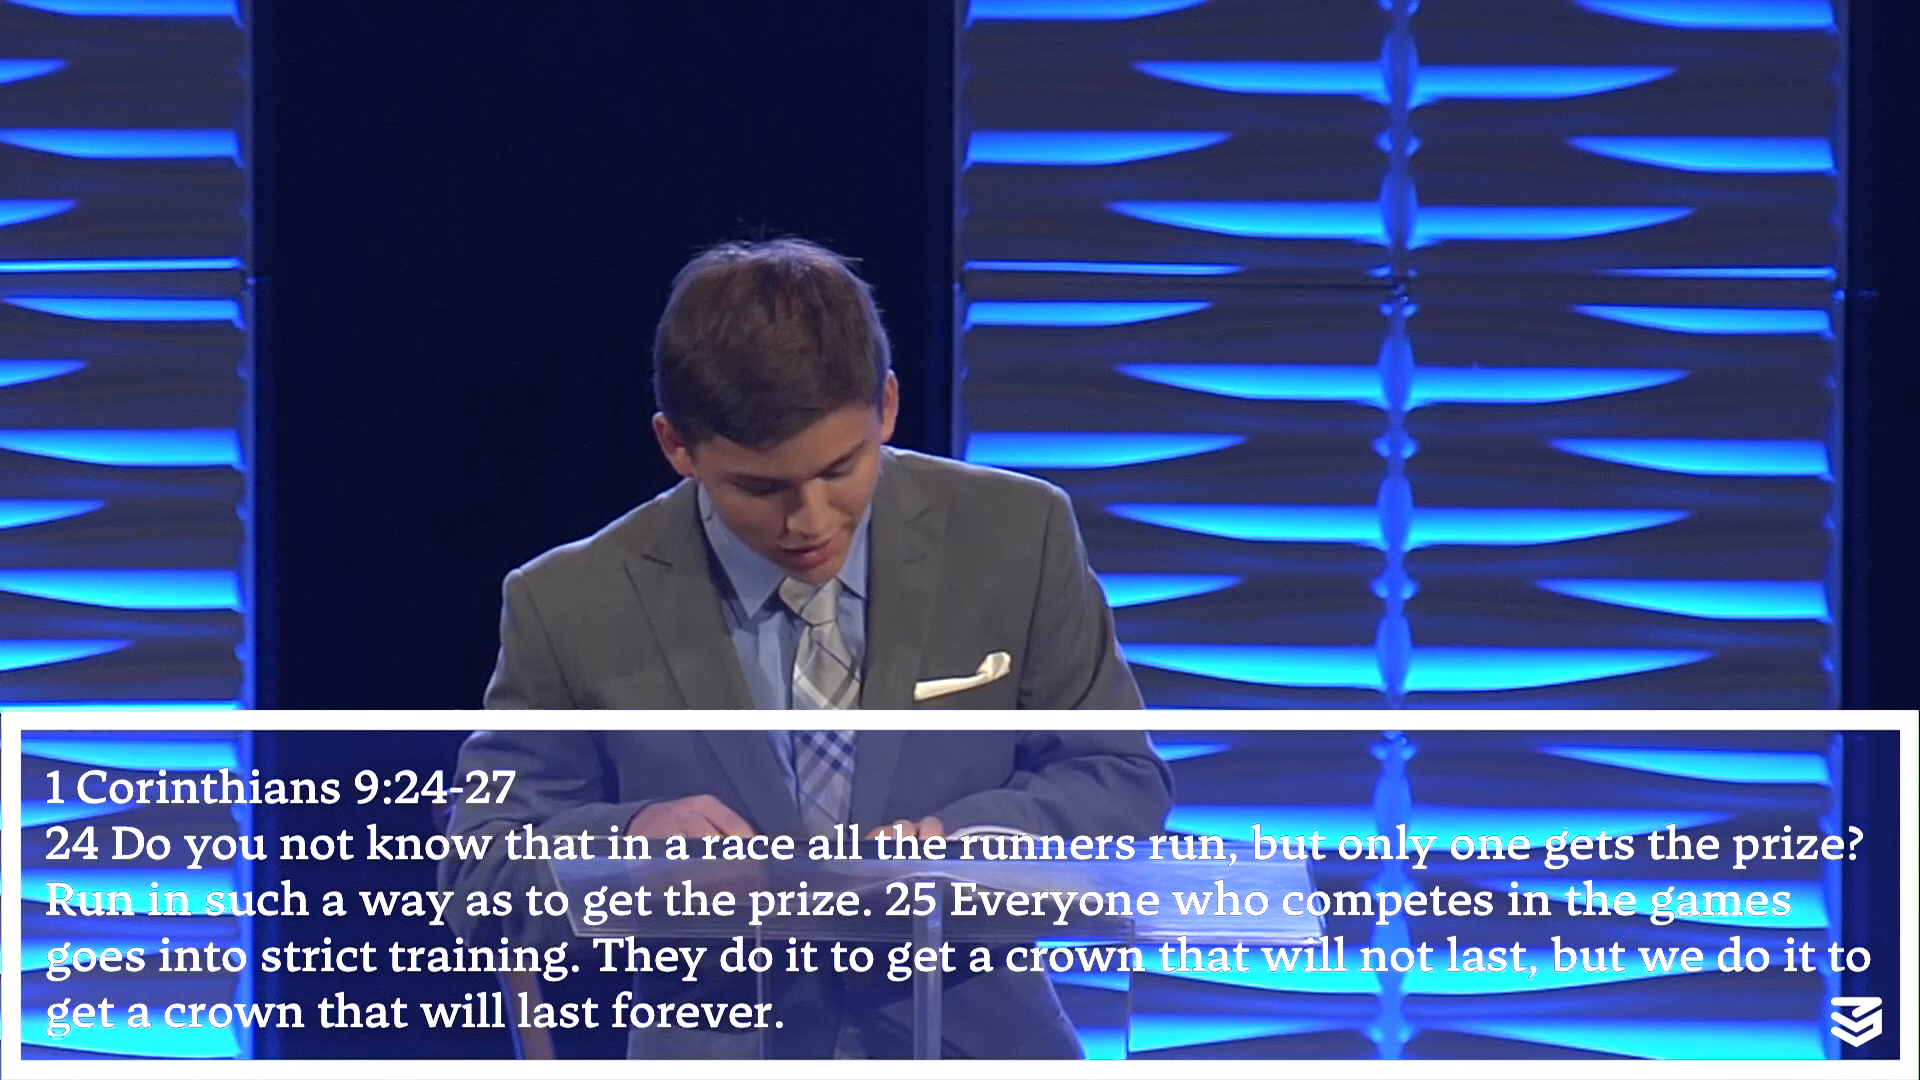 1 Corinthians 9:24-27
24 Do you not know that in a race all the runners run, but only one gets the prize?
Run in such a way as to get the prize. 25 Everyone who competes in the games
goes into strict training. They do it to get a crown that will not last, but we do it to
get a crown that will last forever.